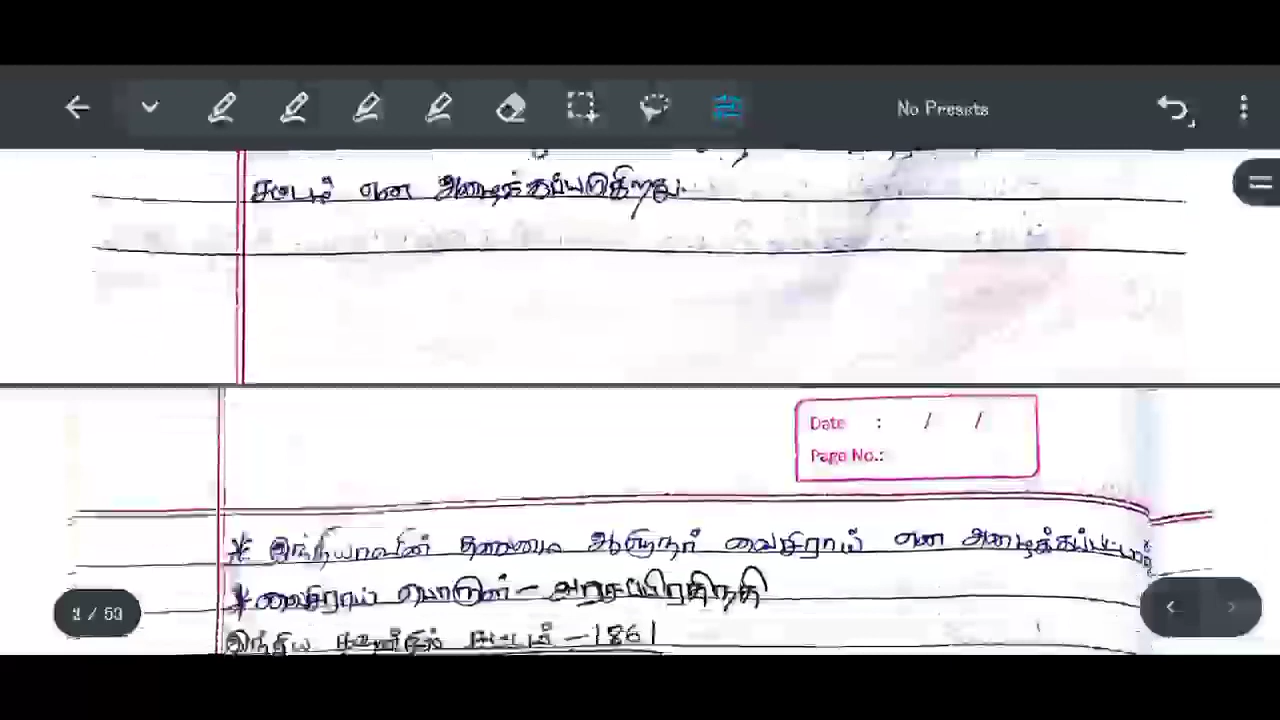 No Presets
சட்டம் என அழைக்கப்படுகிறது.
Date : / /
Page No.:
* இந்தியாவின் தலைமை ஆளுநர் வைசிராய் என அழைக்கப்பட்டார்
* வைசிராய் பொருள் - அரசப்பிரதிநிதி
2 / 53
இந்திய கவுன்சில் சட்டம் - 1861